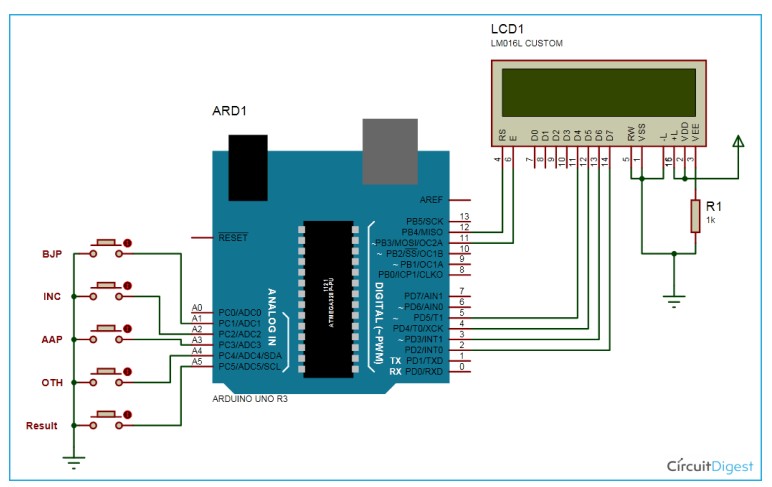 LCD1
LM016L CUSTOM
RS E D0 D1 D2 D3 D4 D5 D6 D7 RW VSS -L +L VDD VEE
4 6 7 8 9 10 11 12 13 14 5 1 16 2 3
ARD1
R1
1k
AREF
RESET
PB5/SCK 13
PB4/MISO 12
~PB3/MOSI/OC2A 11
~ PB2/SS/OC1B 10
~ PB1/OC1A 9
PB0/ICP1/CLKO 8
PD7/AIN1 7
~ PD6/AIN0 6
~ PD5/T1 5
PD4/T0/XCK 4
~ PD3/INT1 3
PD2/INT0 2
TX PD1/TXD 1
RX PD0/RXD 0
DIGITAL (~PWM)
ANALOG IN
1121
ATMEGA328P-PU
A0 PC0/ADC0
A1 PC1/ADC1
A2 PC2/ADC2
A3 PC3/ADC3
A4 PC4/ADC4/SDA
A5 PC5/ADC5/SCL
ARDUINO UNO R3
BJP
INC
AAP
OTH
Result
CírcuitDigest